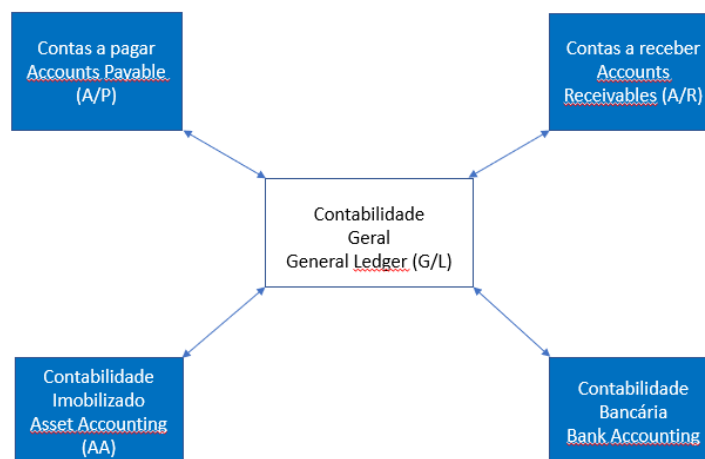 Contas a pagar
Accounts Payable
(A/P)
Contas a receber
Accounts
Receivables (A/R)
Contabilidade
Geral
General Ledger (G/L)
Contabilidade
Imobilizado
Asset Accounting
(AA)
Contabilidade
Bancária
Bank Accounting